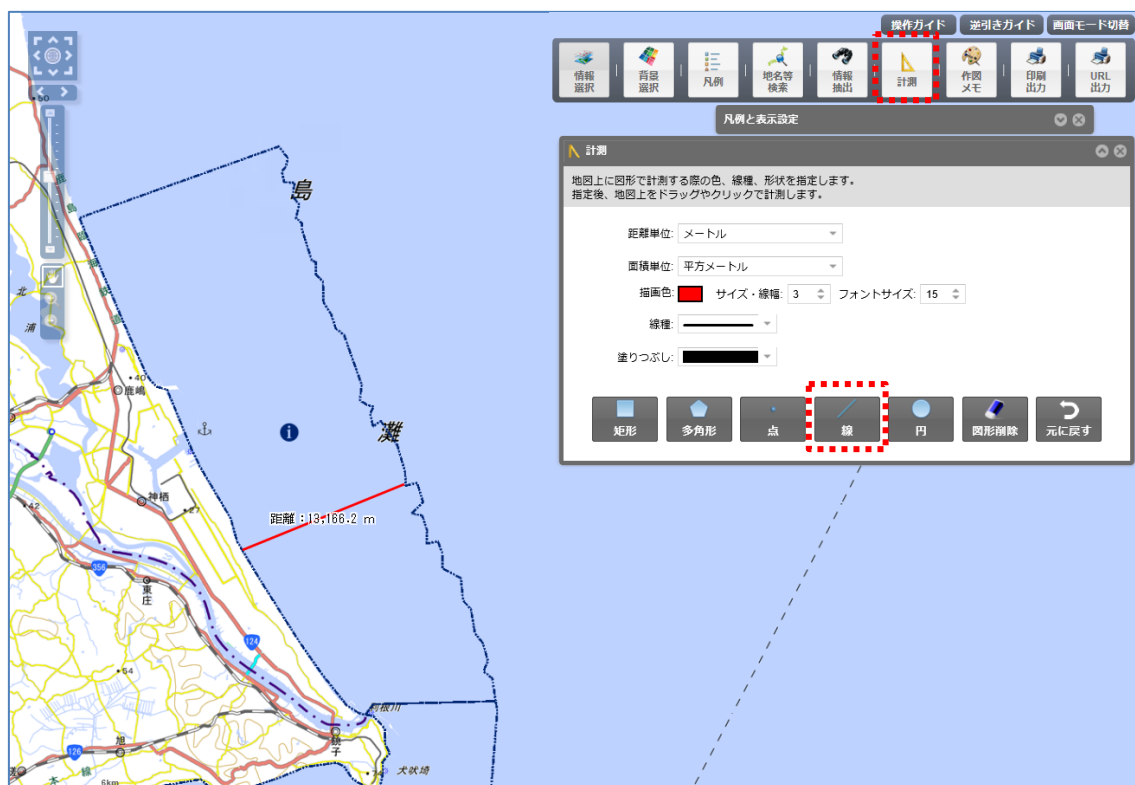 操作ガイド
逆引きガイド
画面モード切替
情報
選択
背景
選択
凡例
地名等
検索
情報
抽出
計測
作図
メモ
印刷
出力
URL
出力
凡例と表示設定
計測
地図上に図形で計測する際の色、線種、形状を指定します。
指定後、地図上をドラッグやクリックで計測します。
距離単位: メートル
面積単位: 平方メートル
描画色: サイズ・線幅: 3 フォントサイズ: 15
線種:
塗りつぶし:
矩形
多角形
点
線
円
図形削除
元に戻す
50
島
灘
北
浦
40
鹿嶋
神栖
27
42
距離：13,166.2 m
356
東庄
124
54
利根川
銚子
旭
126
犬吠埼
本線
6km